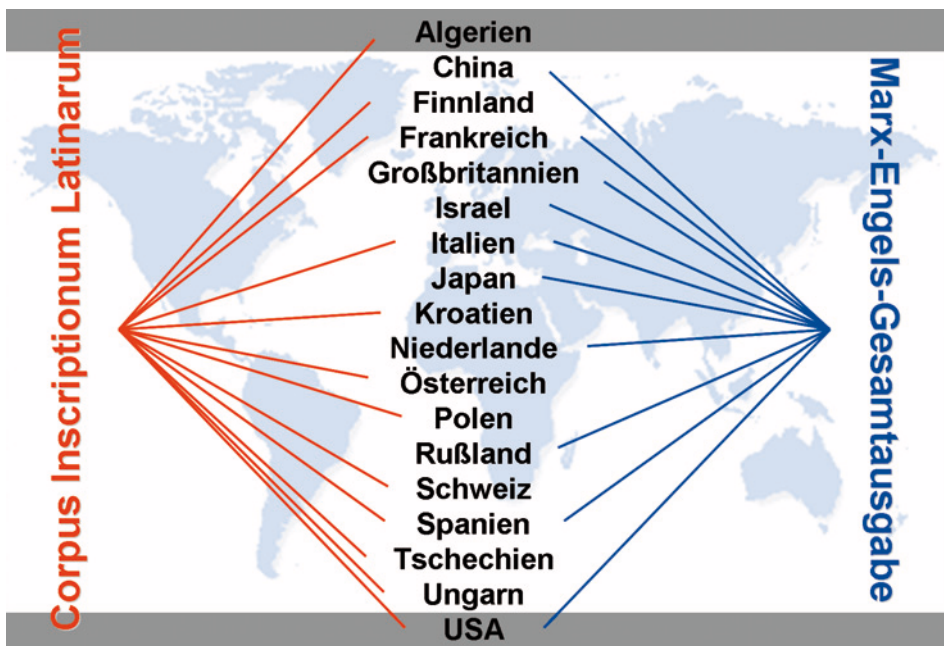 Corpus Inscriptionum Latinarum
Algerien
China
Finnland
Frankreich
Großbritannien
Israel
Italien
Japan
Kroatien
Niederlande
Österreich
Polen
Rußland
Schweiz
Spanien
Tschechien
Ungarn
USA
Marx-Engels-Gesamtausgabe